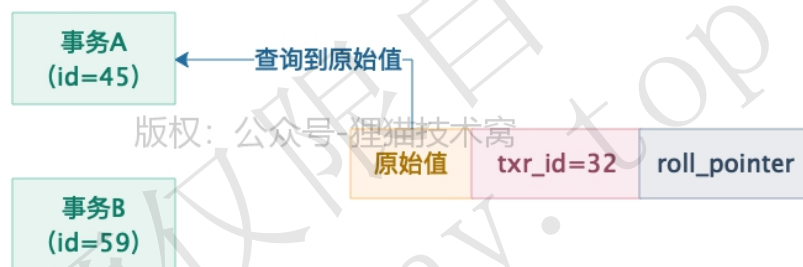 事务A
(id=45)
查询到原始值
版权：公众号-狸猫技术窝
原始值
txr_id=32
roll_pointer
事务B
(id=59)